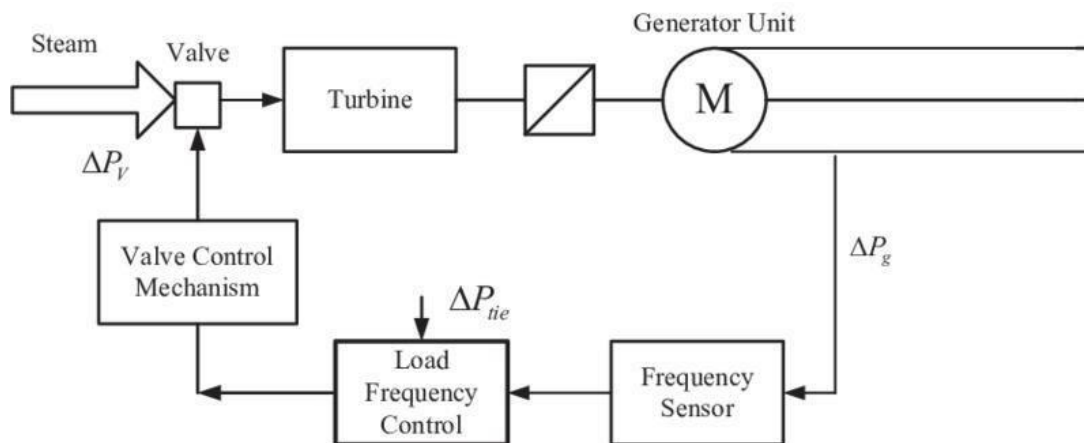 Generator Unit
Steam
Valve
Turbine
M
ΔP_V
Valve Control
Mechanism
ΔP_g
ΔP_tie
Load
Frequency
Control
Frequency
Sensor